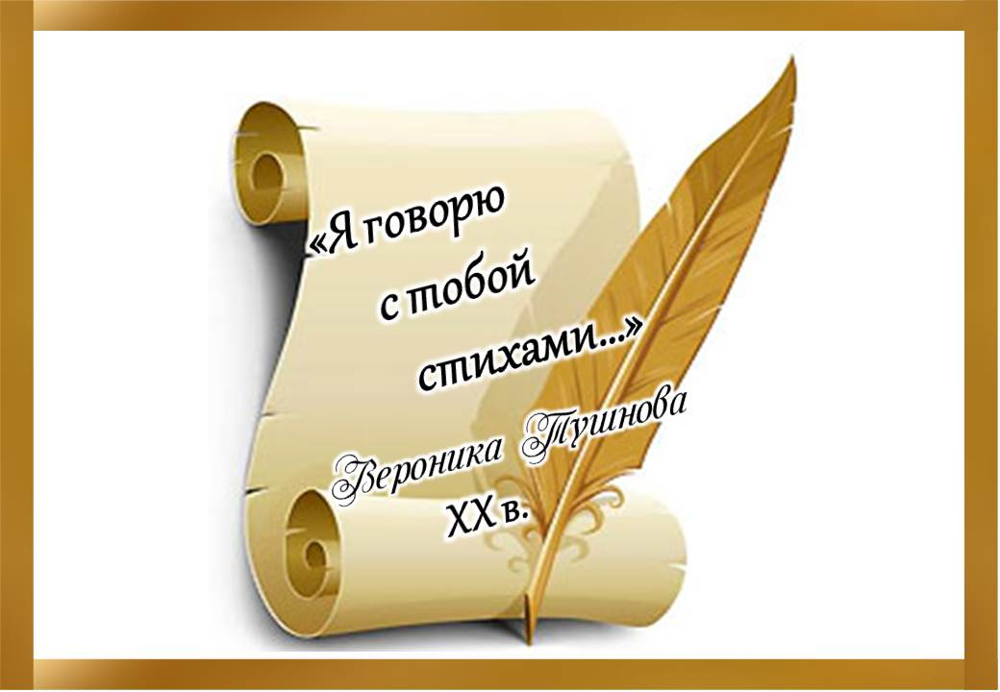 «Я говорю
с тобой
стихами...»
Вероника Тушнова
XX в.